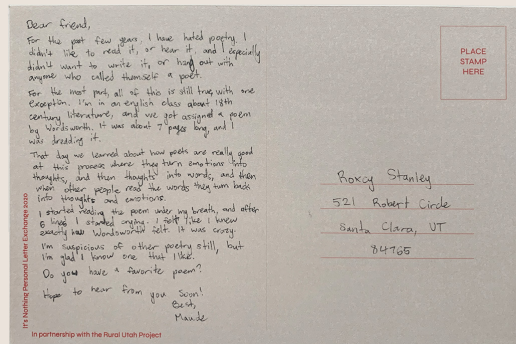 Dear friend,
For the past few years, I have hated poetry. I
didn't like to read it, or hear it, and I especially
didn't want to write it, or hang out with
anyone who called themself a poet.
For the most part, all of this is still true, with one
exception. I'm in an english class about 18th
century literature, and we got assigned a poem
by Wordsworth. It was about 7 pages long, and I
was dreading it.
That day we learned about how poets are really good
at this process where they turn emotions into
thoughts, and then thoughts into words, and then
when other people read the words they turn back
into thoughts and emotions.
I started reading the poem under my breath, and after
6 lines I started crying. I felt like I knew
exactly how Wordsworth felt. It was crazy.
I'm suspicious of other poetry still, but
I'm glad I know one that I like.
Do you have a favorite poem?
Hope to hear from you soon!
Best,
Maude
It's Nothing Personal Letter Exchange 2020
In partnership with the Rural Utah Project
PLACE
STAMP
HERE
Roxcy Stanley
521 Robert Circle
Santa Clara, UT
84765